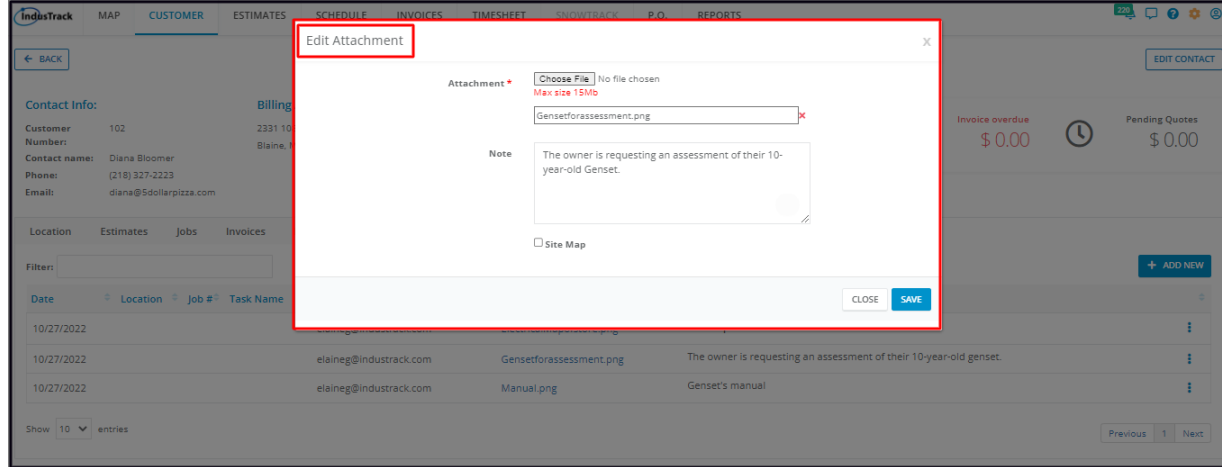 IndusTrack MAP CUSTOMER ESTIMATES SCHEDULE INVOICES TIMESHEET SNOWTRACK P.O. REPORTS 220
Edit Attachment x
← BACK
EDIT CONTACT
Attachment * Choose File No file chosen
Max size 15Mb
Gensetforassessment.png x
Contact Info:
Billing
Customer Number: 102
2331
Blaine,
Contact name: Diana Bloomer
Phone: (218) 327-2223
Email: diana@5dollarpizza.com
Invoice overdue
$ 0.00
Pending Quotes
$ 0.00
Note The owner is requesting an assessment of their 10-
year-old Genset.
Site Map
Location Estimates Jobs Invoices
Filter:
+ ADD NEW
Date Location Job # Task Name
CLOSE SAVE
10/27/2022
10/27/2022 elaineg@industrack.com Gensetforassessment.png The owner is requesting an assessment of their 10-year-old genset.
10/27/2022 elaineg@industrack.com Manual.png Genset's manual
Show 10 entries
Previous 1 Next